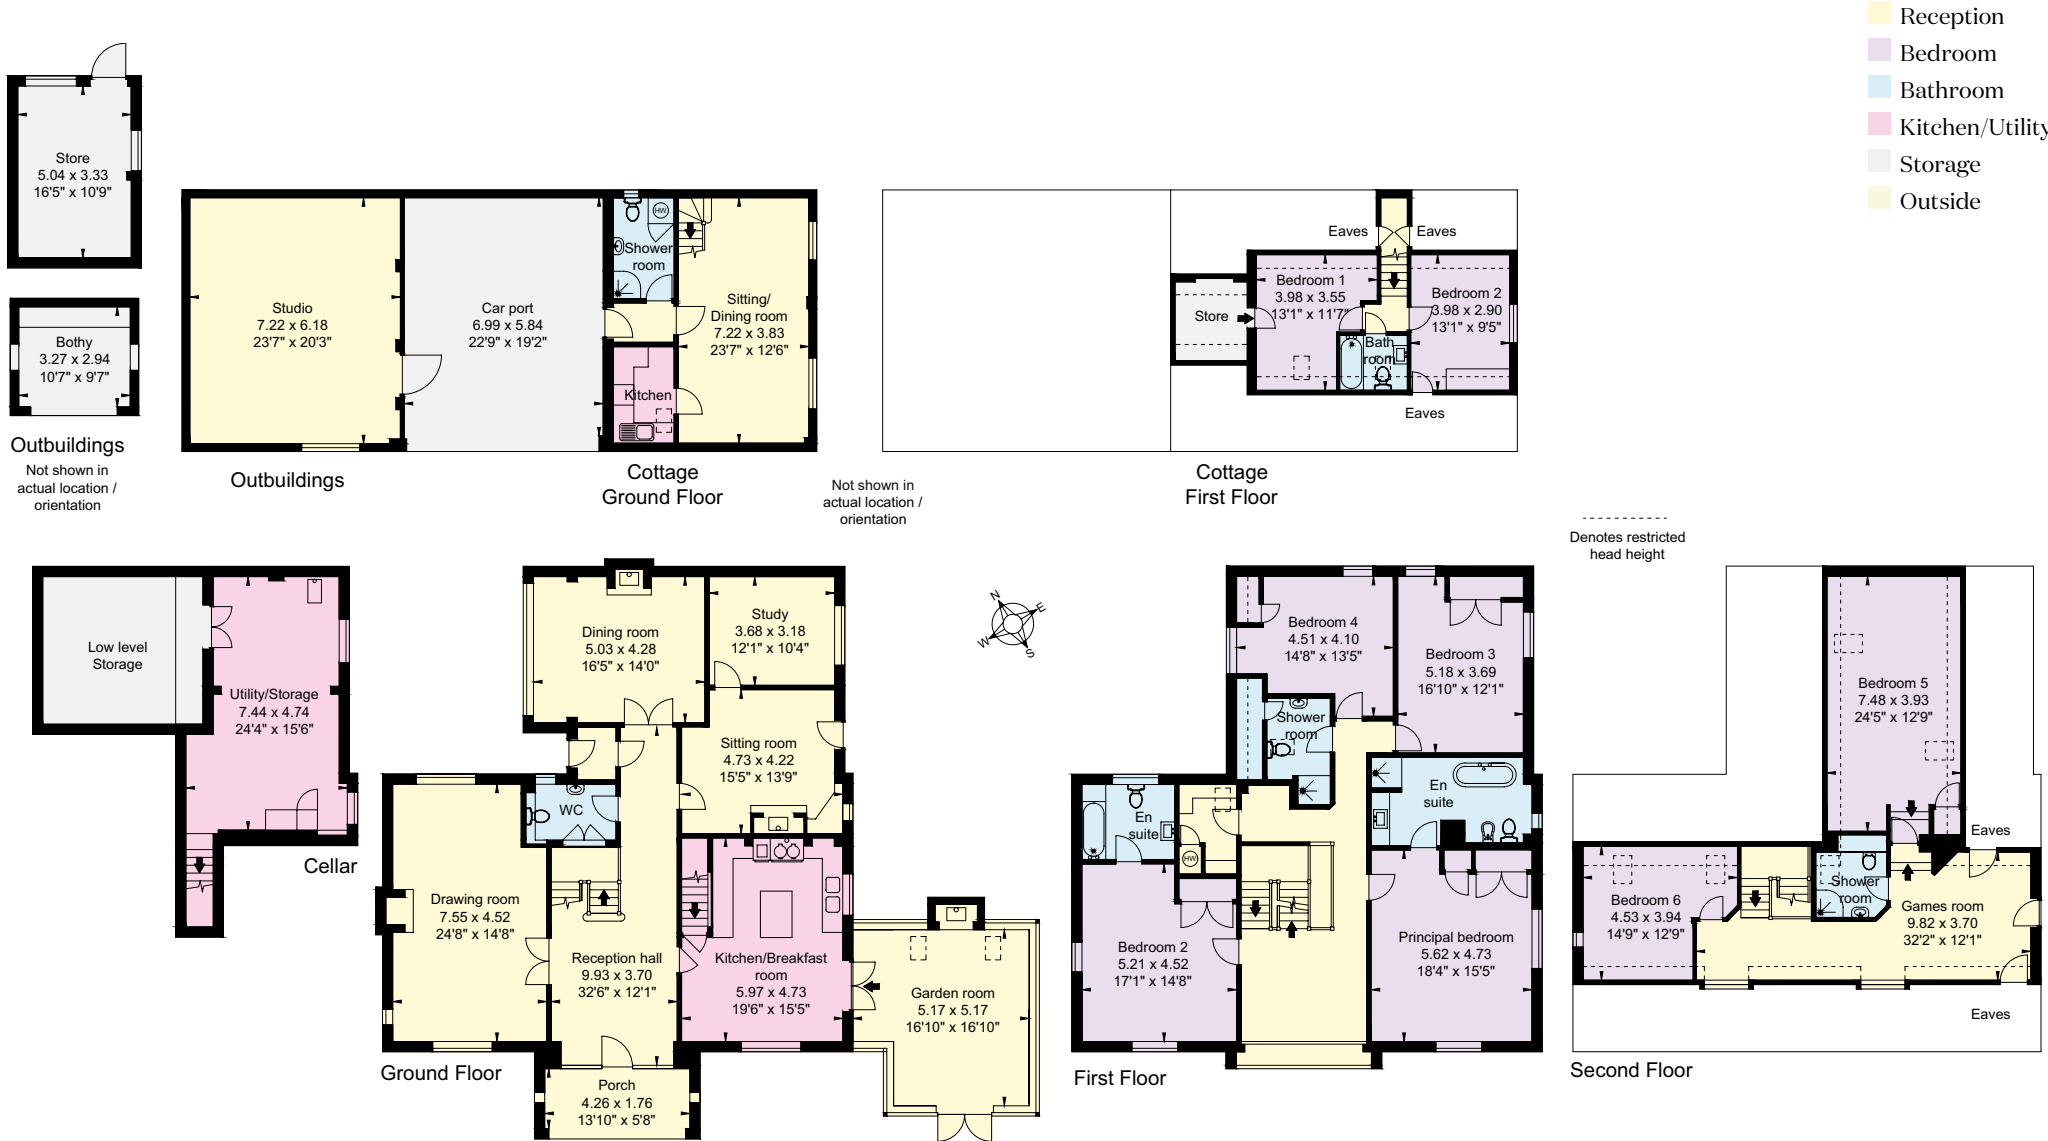 Reception
Bedroom
Bathroom
Kitchen/Utility
Storage
Outside
Store
5.04 x 3.33
16'5" x 10'9"
Bothy
3.27 x 2.94
10'7" x 9'7"
Outbuildings
Not shown in
actual location /
orientation
Studio
7.22 x 6.18
23'7" x 20'3"
Car port
6.99 x 5.84
22'9" x 19'2"
HW
Shower
room
Sitting/
Dining room
7.22 x 3.83
23'7" x 12'6"
Kitchen
Outbuildings
Cottage
Ground Floor
Not shown in
actual location /
orientation
Eaves
Eaves
Bedroom 1
3.98 x 3.55
13'1" x 11'7"
Bedroom 2
3.98 x 2.90
13'1" x 9'5"
Store
Bath
room
Eaves
Cottage
First Floor
Denotes restricted
head height
Low level
Storage
Utility/Storage
7.44 x 4.74
24'4" x 15'6"
Cellar
Dining room
5.03 x 4.28
16'5" x 14'0"
Study
3.68 x 3.18
12'1" x 10'4"
Sitting room
4.73 x 4.22
15'5" x 13'9"
WC
Drawing room
7.55 x 4.52
24'8" x 14'8"
Reception hall
9.93 x 3.70
32'6" x 12'1"
Kitchen/Breakfast
room
5.97 x 4.73
19'6" x 15'5"
Garden room
5.17 x 5.17
16'10" x 16'10"
Porch
4.26 x 1.76
13'10" x 5'8"
Ground Floor
N
E
S
W
Bedroom 4
4.51 x 4.10
14'8" x 13'5"
Bedroom 3
5.18 x 3.69
16'10" x 12'1"
Shower
room
En
suite
En
suite
HW
Bedroom 2
5.21 x 4.52
17'1" x 14'8"
Principal bedroom
5.62 x 4.73
18'4" x 15'5"
First Floor
Bedroom 5
7.48 x 3.93
24'5" x 12'9"
Eaves
Shower
room
Bedroom 6
4.53 x 3.94
14'9" x 12'9"
Games room
9.82 x 3.70
32'2" x 12'1"
Eaves
Second Floor